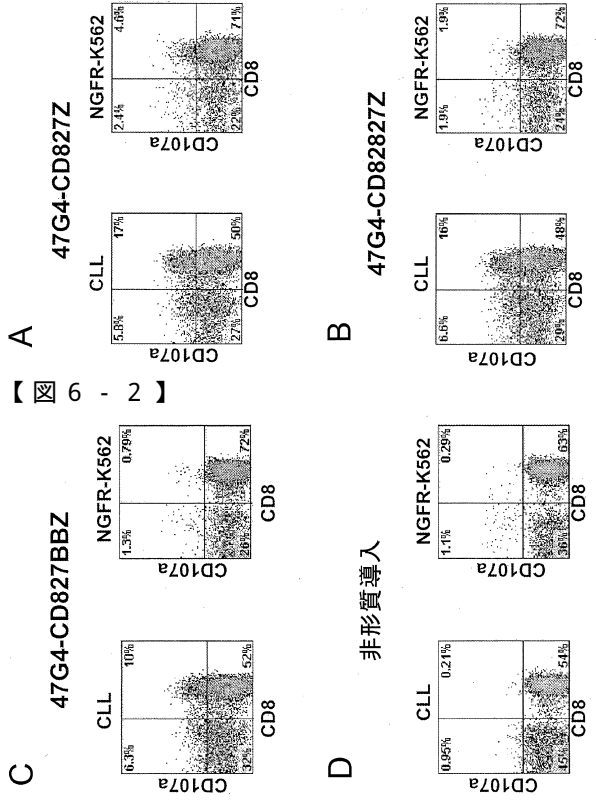 A
47G4-CD827Z
CLL
5.8%
17%
27%
50%
CD107a
CD8
NGFR-K562
2.4%
4.6%
22%
71%
CD107a
CD8
B
47G4-CD82827Z
CLL
6.6%
16%
29%
48%
CD107a
CD8
NGFR-K562
1.9%
1.9%
24%
72%
CD107a
CD8
【図6-2】
C
47G4-CD827BBZ
CLL
6.3%
10%
32%
52%
CD107a
CD8
NGFR-K562
1.3%
0.79%
26%
72%
CD107a
CD8
D
非形質導入
CLL
0.95%
0.21%
45%
54%
CD107a
CD8
NGFR-K562
1.1%
0.29%
36%
63%
CD107a
CD8